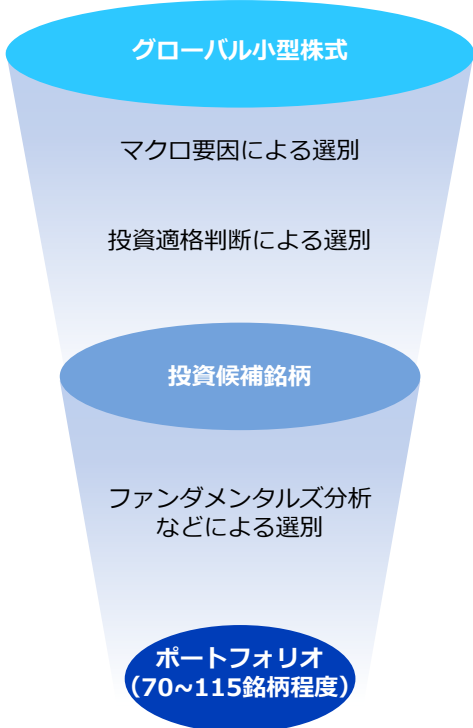 グローバル小型株式
マクロ要因による選別
投資適格判断による選別
投資候補銘柄
ファンダメンタルズ分析
などによる選別
ポートフォリオ
（70~115銘柄程度）